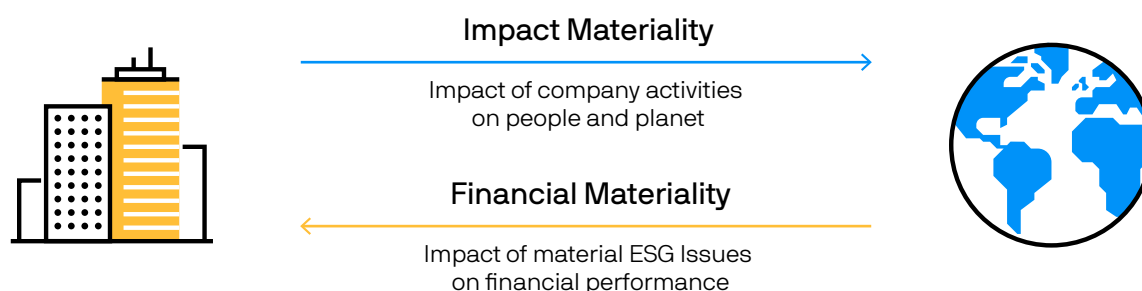 Impact Materiality
Impact of company activities
on people and planet
Financial Materiality
Impact of material ESG Issues
on financial performance